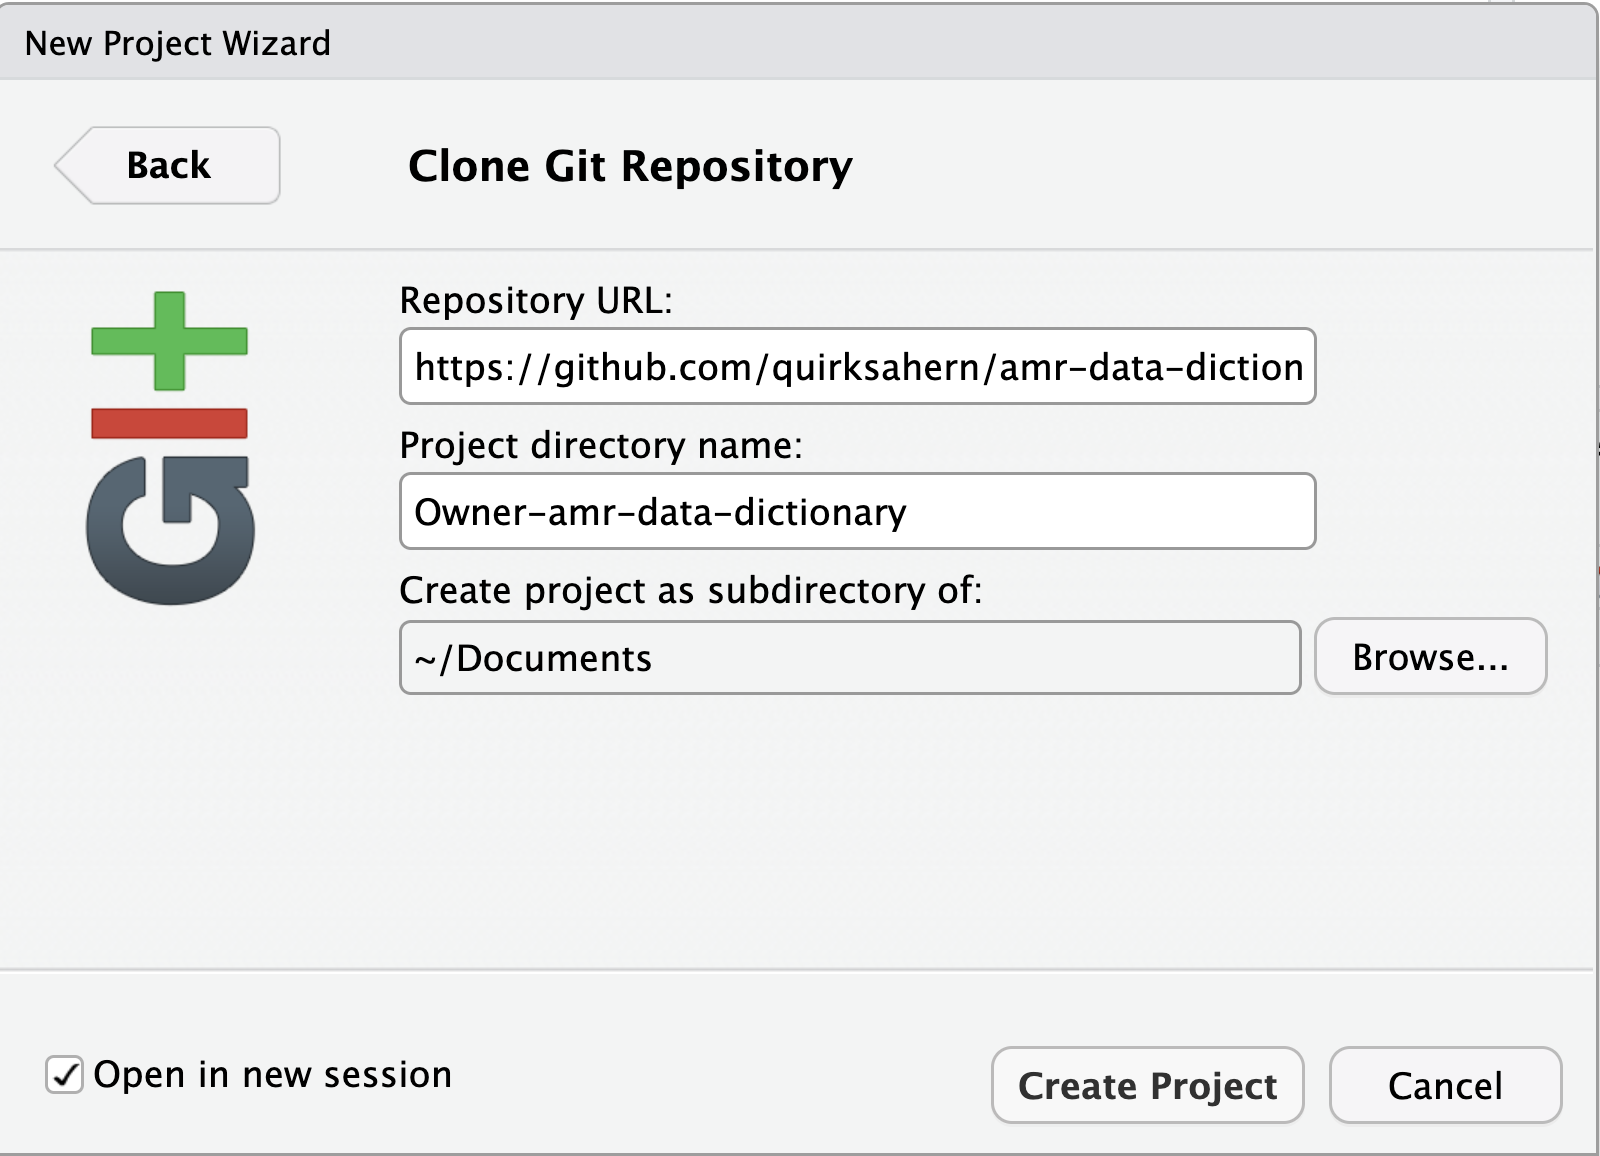 New Project Wizard
Back
Clone Git Repository
GIT
Repository URL:
https://github.com/quirksahern/amr-data-diction
Project directory name:
Owner-amr-data-dictionary
Create project as subdirectory of:
~/Documents
Browse...
Open in new session
Create Project
Cancel